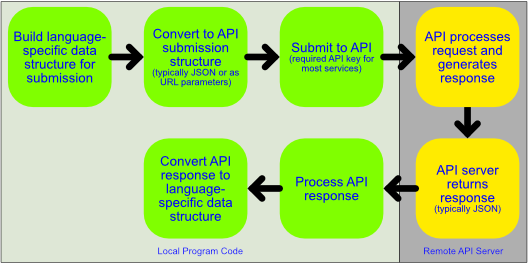 Build language-
specific data
structure for
submission
Convert to API
submission
structure
(typically JSON or as
URL parameters)
Submit to API
(required API key for
most services)
API processes
request and
generates
response
API server
returns
response
(typically JSON)
Process API
response
Convert API
response to
language-
specific data
structure
Local Program Code
Remote API Server